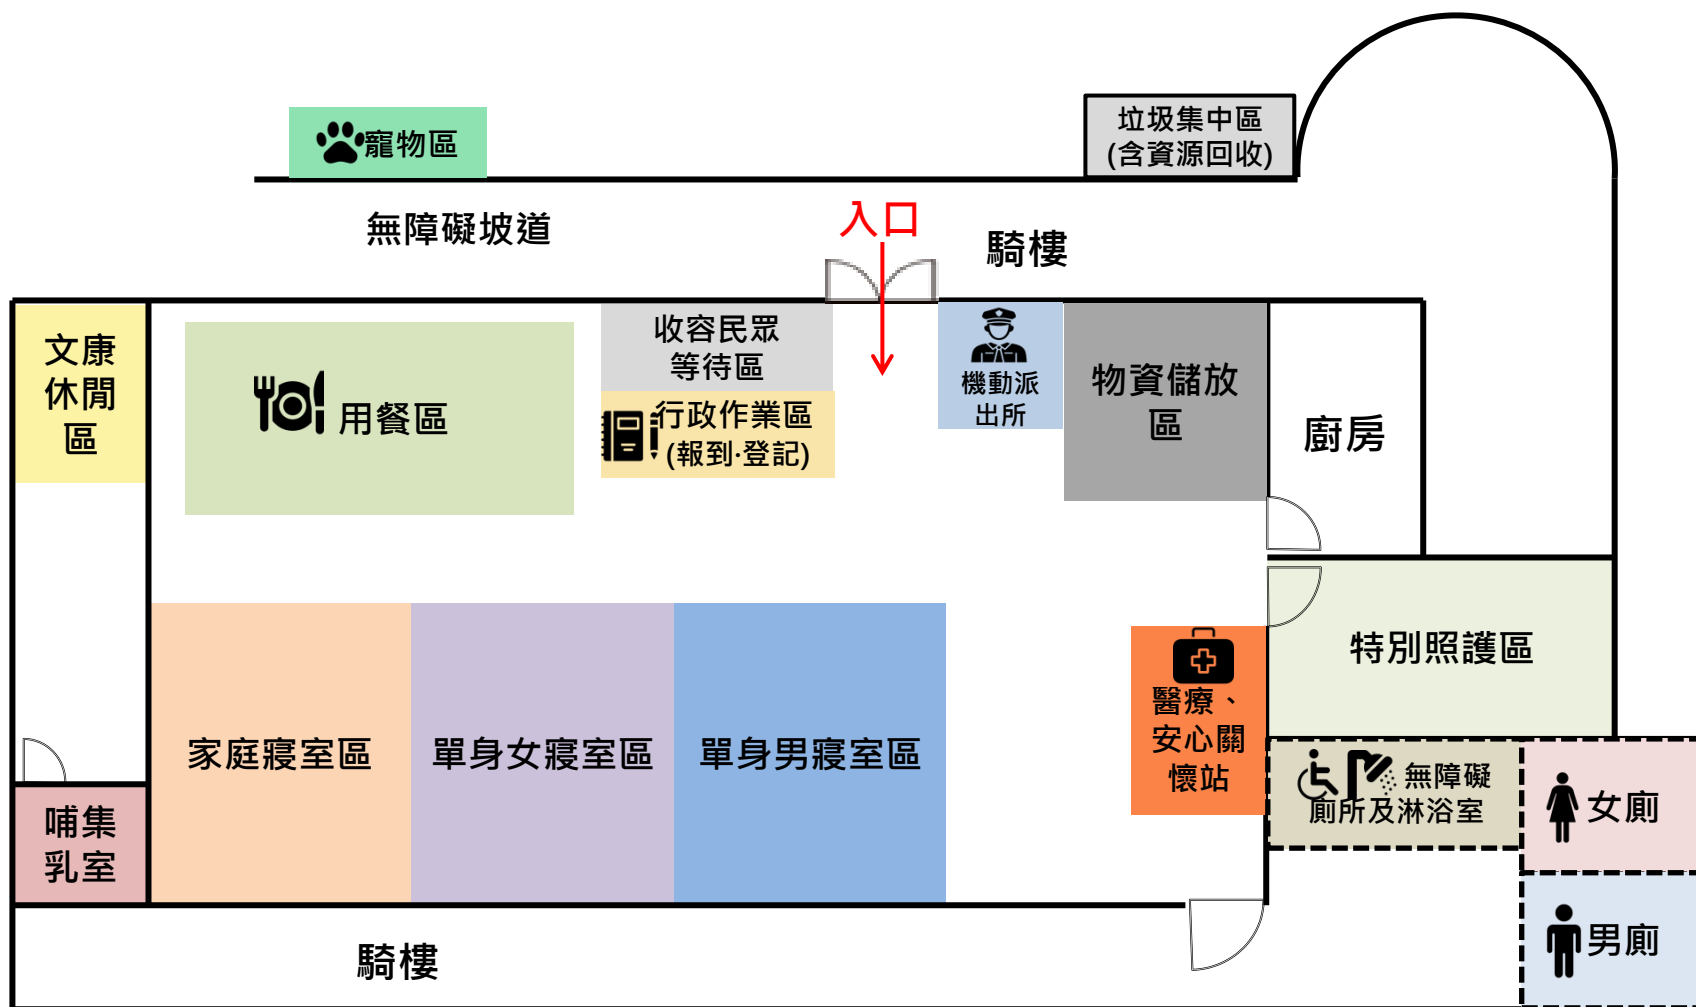 寵物區
垃圾集中區
(含資源回收)
無障礙坡道
入口
騎樓
文康
休閒
區
用餐區
收容民眾
等待區
行政作業區
(報到·登記)
機動派
出所
物資儲放
區
廚房
特別照護區
家庭寢室區
單身女寢室區
單身男寢室區
醫療、
安心關
懷站
無障礙
廁所及淋浴室
女廁
男廁
哺集
乳室
騎樓